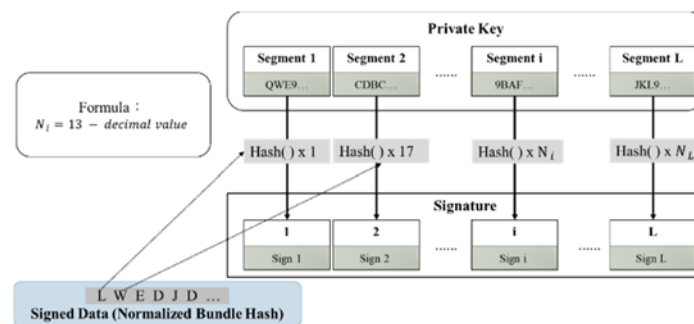 Private Key
Segment 1 Segment 2 Segment i Segment L
QWE9… CDBC… …… 9BAF… …… JKL9…
Formula：
N_i = 13 − decimal value
Hash( ) x 1 Hash( ) x 17 Hash( ) x N_i Hash( ) x N_L
Signature
1 2 i L
Sign 1 Sign 2 …… Sign i …… Sign L
L W E D J D …
Signed Data (Normalized Bundle Hash)